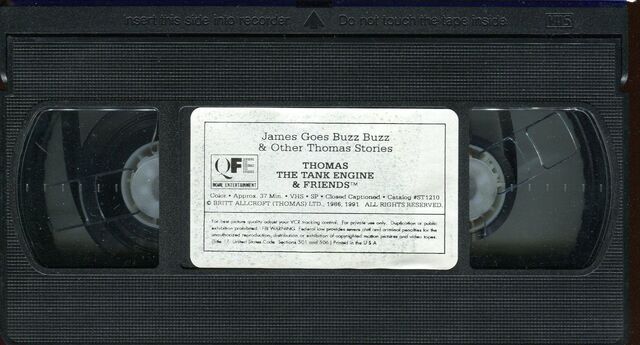 Insert this side into recorder Do not touch the tape inside VHS
James Goes Buzz Buzz
& Other Thomas Stories
QFE
HOME ENTERTAINMENT
THOMAS
THE TANK ENGINE
& FRIENDS™
Color • Approx. 37 Min. • VHS • SP • Closed Captioned • Catalog #ST1210
© BRITT ALLCROFT (THOMAS) LTD., 1986, 1991. ALL RIGHTS RESERVED.
For best picture quality adjust your VCR tracking control. For private use only. Duplication or public
exhibition prohibited. FBI WARNING: Federal law provides severe civil and criminal penalties for the
unauthorized reproduction, distribution or exhibition of copyrighted motion pictures and video tapes.
(Title 17, United States Code, Sections 501 and 506.) Printed in the U S A